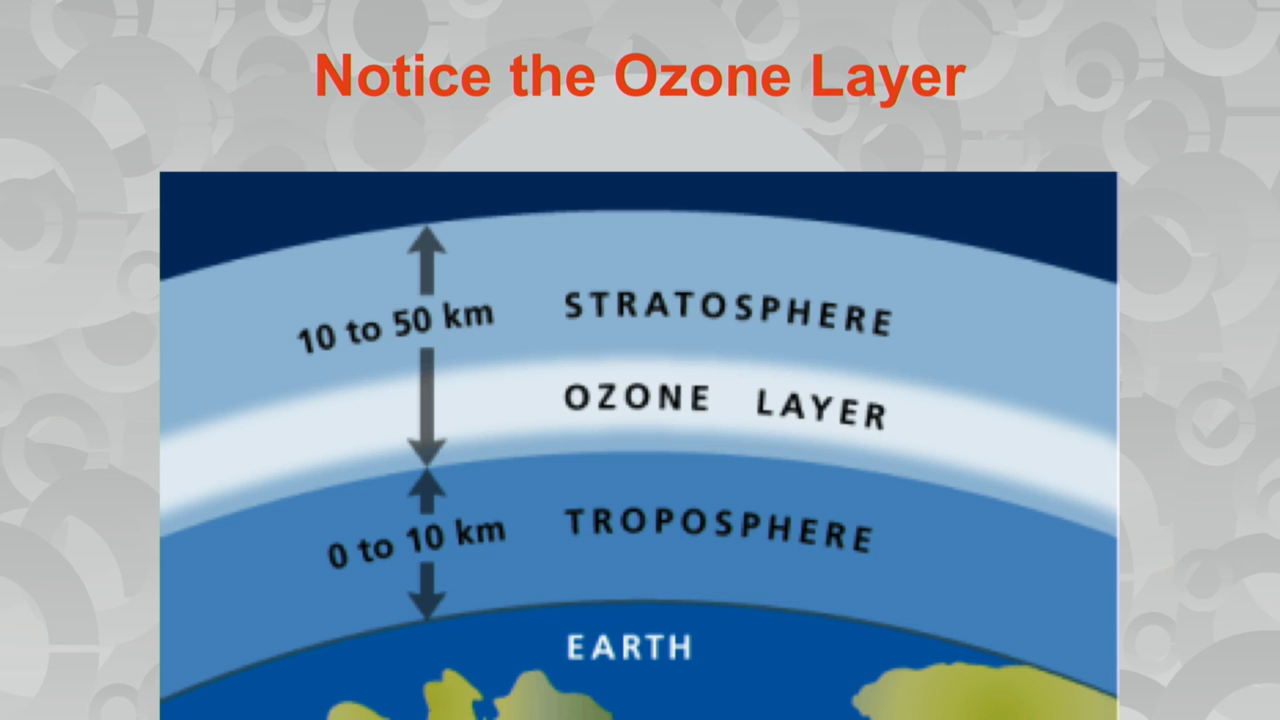 Notice the Ozone Layer
10 to 50 km STRATOSPHERE
OZONE LAYER
0 to 10 km TROPOSPHERE
EARTH